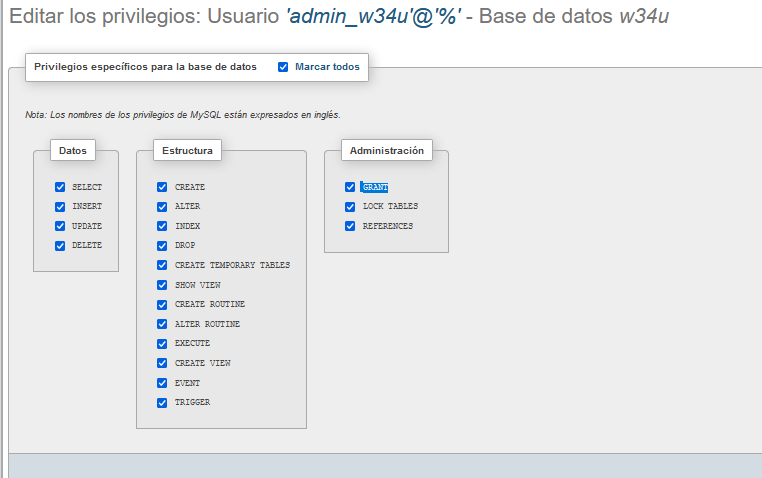 Editar los privilegios: Usuario 'admin_w34u'@'%' - Base de datos w34u
Privilegios específicos para la base de datos Marcar todos
Nota: Los nombres de los privilegios de MySQL están expresados en inglés.
Datos
SELECT
INSERT
UPDATE
DELETE
Estructura
CREATE
ALTER
INDEX
DROP
CREATE TEMPORARY TABLES
SHOW VIEW
CREATE ROUTINE
ALTER ROUTINE
EXECUTE
CREATE VIEW
EVENT
TRIGGER
Administración
GRANT
LOCK TABLES
REFERENCES